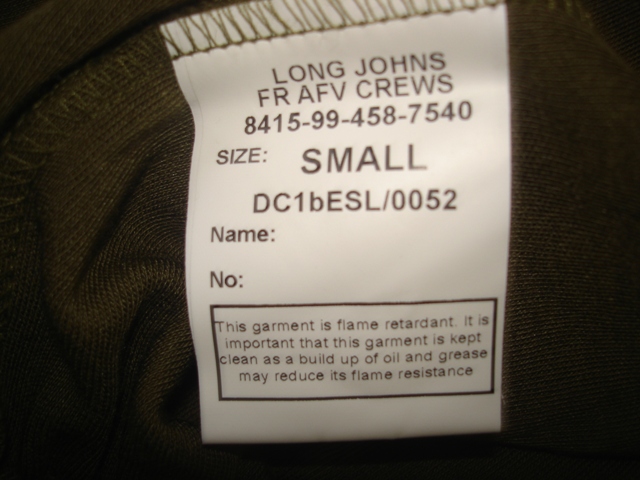 LONG JOHNS
FR AFV CREWS
8415-99-458-7540
SIZE: SMALL
DC1bESL/0052
Name:
No:
This garment is flame retardant. It is
important that this garment is kept
clean as a build up of oil and grease
may reduce its flame resistance